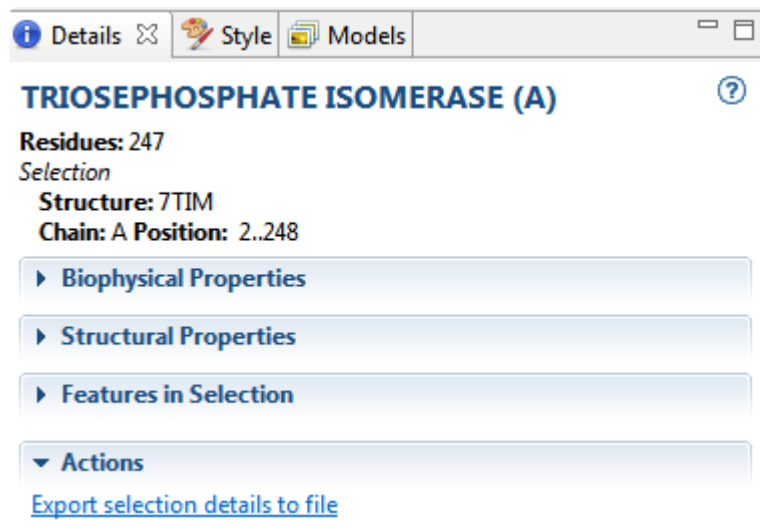 Details Style Models
TRIOSEPHOSPHATE ISOMERASE (A)
Residues: 247
Selection
Structure: 7TIM
Chain: A Position: 2..248
Biophysical Properties
Structural Properties
Features in Selection
Actions
Export selection details to file